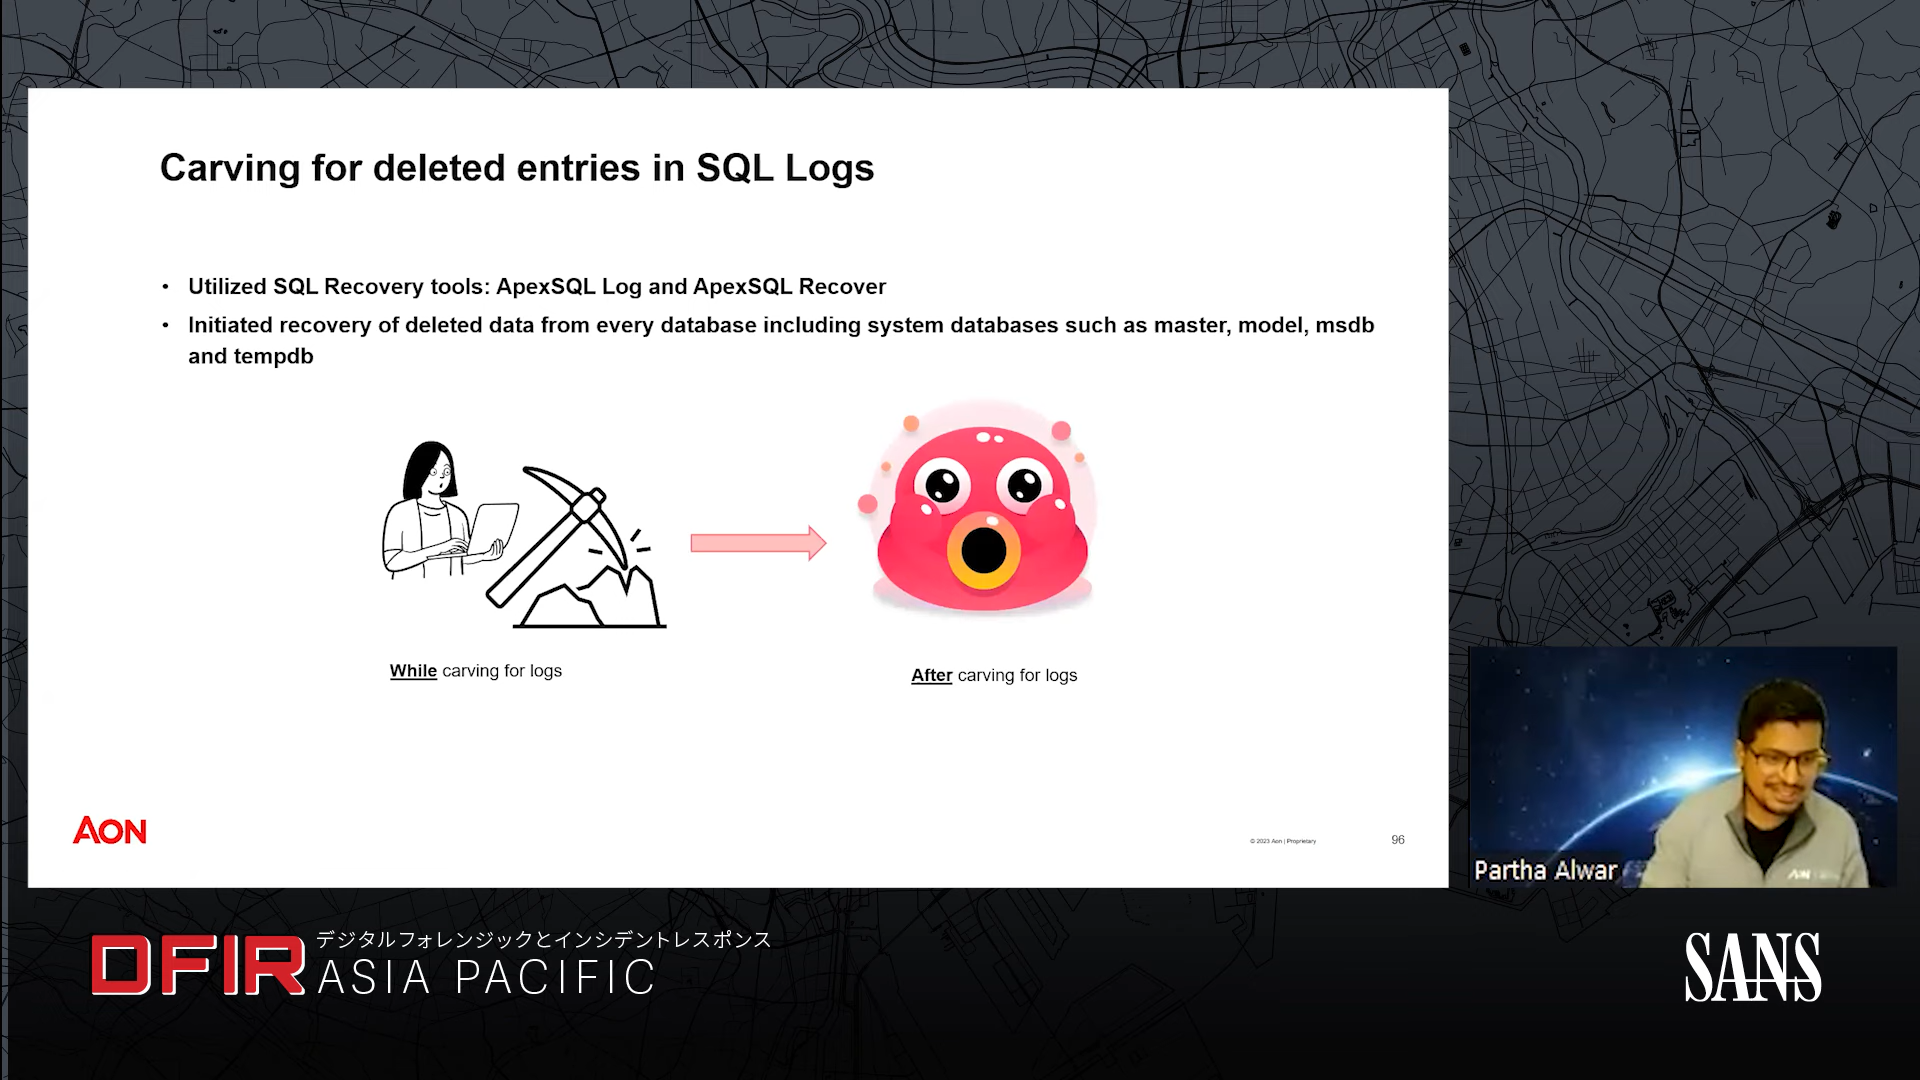 Carving for deleted entries in SQL Logs
• Utilized SQL Recovery tools: ApexSQL Log and ApexSQL Recover
• Initiated recovery of deleted data from every database including system databases such as master, model, msdb
and tempdb
While carving for logs
After carving for logs
AON
© 2023 Aon | Proprietary
96
Partha Alwar
DFIR
デジタルフォレンジックとインシデントレスポンス
ASIA PACIFIC
SANS